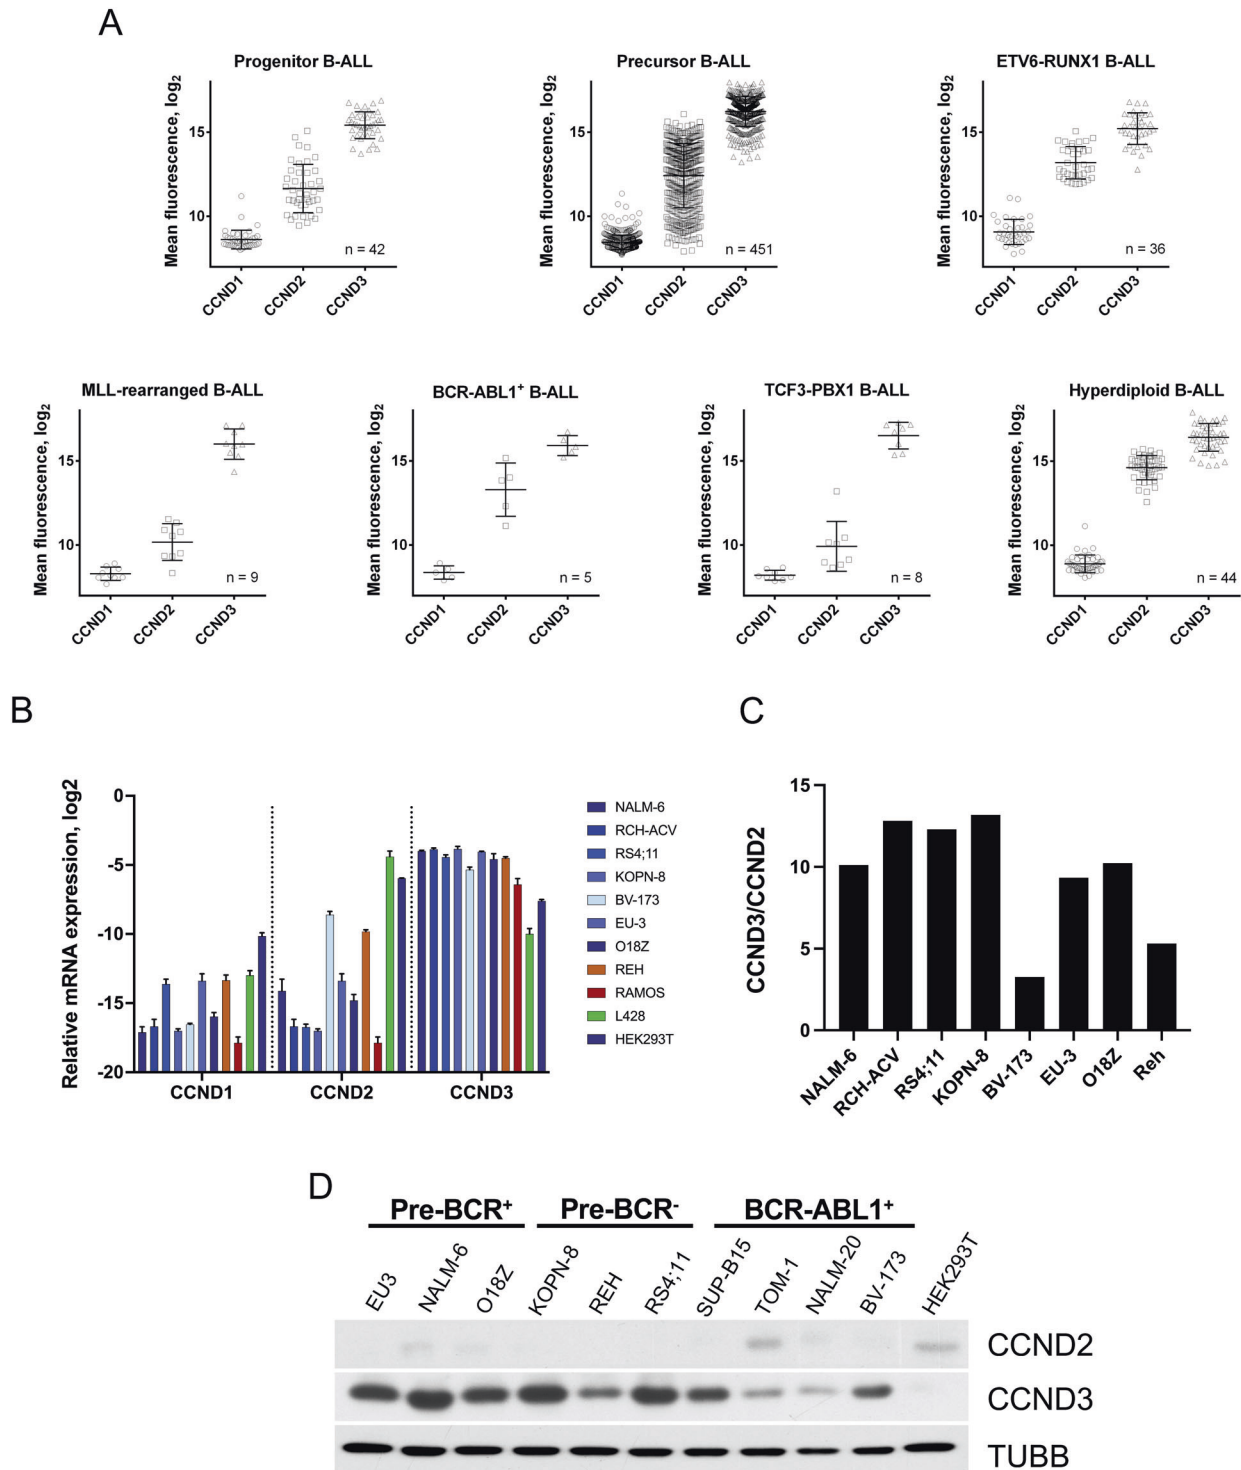 A
Progenitor B-ALL
Mean fluorescence, log2
15
10
n = 42
CCND1
CCND2
CCND3
Precursor B-ALL
Mean fluorescence, log2
15
10
n = 451
CCND1
CCND2
CCND3
ETV6-RUNX1 B-ALL
Mean fluorescence, log2
15
10
n = 36
CCND1
CCND2
CCND3
MLL-rearranged B-ALL
Mean fluorescence, log2
15
10
n = 9
CCND1
CCND2
CCND3
BCR-ABL1+ B-ALL
Mean fluorescence, log2
15
10
n = 5
CCND1
CCND2
CCND3
TCF3-PBX1 B-ALL
Mean fluorescence, log2
15
10
n = 8
CCND1
CCND2
CCND3
Hyperdiploid B-ALL
Mean fluorescence, log2
15
10
n = 44
CCND1
CCND2
CCND3
B
Relative mRNA expression, log2
0
-5
-10
-15
-20
CCND1
CCND2
CCND3
NALM-6
RCH-ACV
RS4;11
KOPN-8
BV-173
EU-3
O18Z
REH
RAMOS
L428
HEK293T
C
CCND3/CCND2
15
10
5
0
NALM-6
RCH-ACV
RS4;11
KOPN-8
BV-173
EU-3
O18Z
Reh
D
Pre-BCR+
Pre-BCR-
BCR-ABL1+
EU3
NALM-6
O18Z
KOPN-8
REH
RS4;11
SUP-B15
TOM-1
NALM-20
BV-173
HEK293T
CCND2
CCND3
TUBB